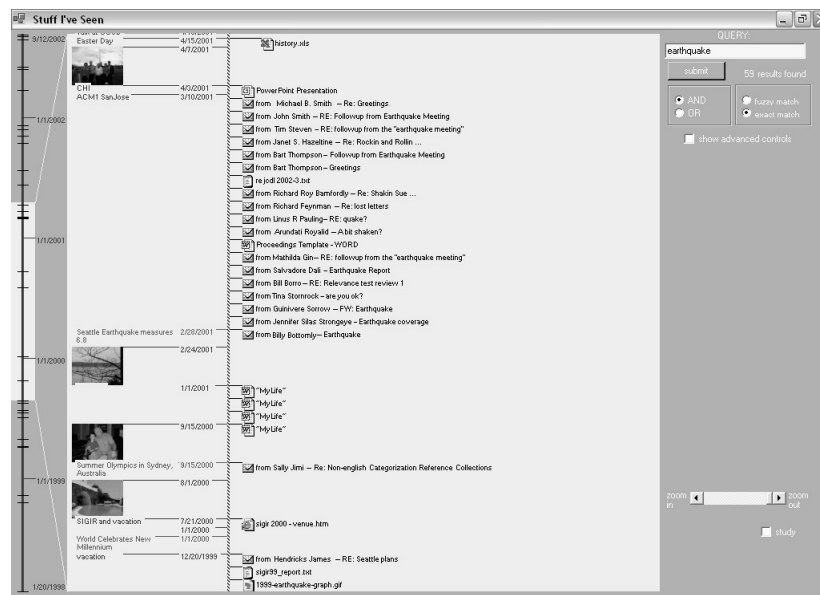 Stuff I've Seen
9/12/2002
1/1/2002
1/1/2001
1/1/2000
1/1/1999
1/20/1998
Easter Day 4/15/2001
4/7/2001
history.xls
CHI 4/3/2001
PowerPoint Presentation
ACM1 SanJose 3/10/2001
from Michael B. Smith – Re: Greetings
from John Smith – RE: Followup from Earthquake Meeting
from Tim Steven – RE: followup from the "earthquake meeting"
from Janet S. Hazeltine – Re: Rockin and Rollin ...
from Bart Thompson– Followup from Earthquake Meeting
from Bart Thompson– Greetings
re jcdl 2002-3.txt
from Richard Roy Bamfordly – Re: Shakin Sue ...
from Richard Feynman – Re: lost letters
from Linus R Pauling– RE: quake?
from Arundati Royalid – A bit shaken?
Proceedings Template - WORD
from Mathilda Gin– RE: followup from the "earthquake meeting"
from Salvadore Dali – Earthquake Report
from Bill Borro – RE: Relevance test review 1
from Tina Stornrock – are you ok?
from Guinivere Sorrow – FW: Earthquake
from Jennifer Silas Strongeye – Earthquake coverage
Seattle Earthquake measures 2/28/2001
6.8
from Billy Bottomly– Earthquake
2/24/2001
1/1/2001
"MyLife"
"MyLife"
"MyLife"
9/15/2000
"MyLife"
Summer Olympics in Sydney, 9/15/2000
Australia
from Sally Jimi – Re: Non-english Categorization Reference Collections
8/1/2000
SIGIR and vacation 7/21/2000
sigir 2000 - venue.htm
1/1/2000
World Celebrates New 1/1/2000
Millennium
vacation 12/20/1999
from Hendricks James – RE: Seattle plans
sigir99_report.txt
1999-earthquake-graph.gif
QUERY:
earthquake
submit
59 results found
AND
OR
fuzzy match
exact match
show advanced controls
zoom in
zoom out
study